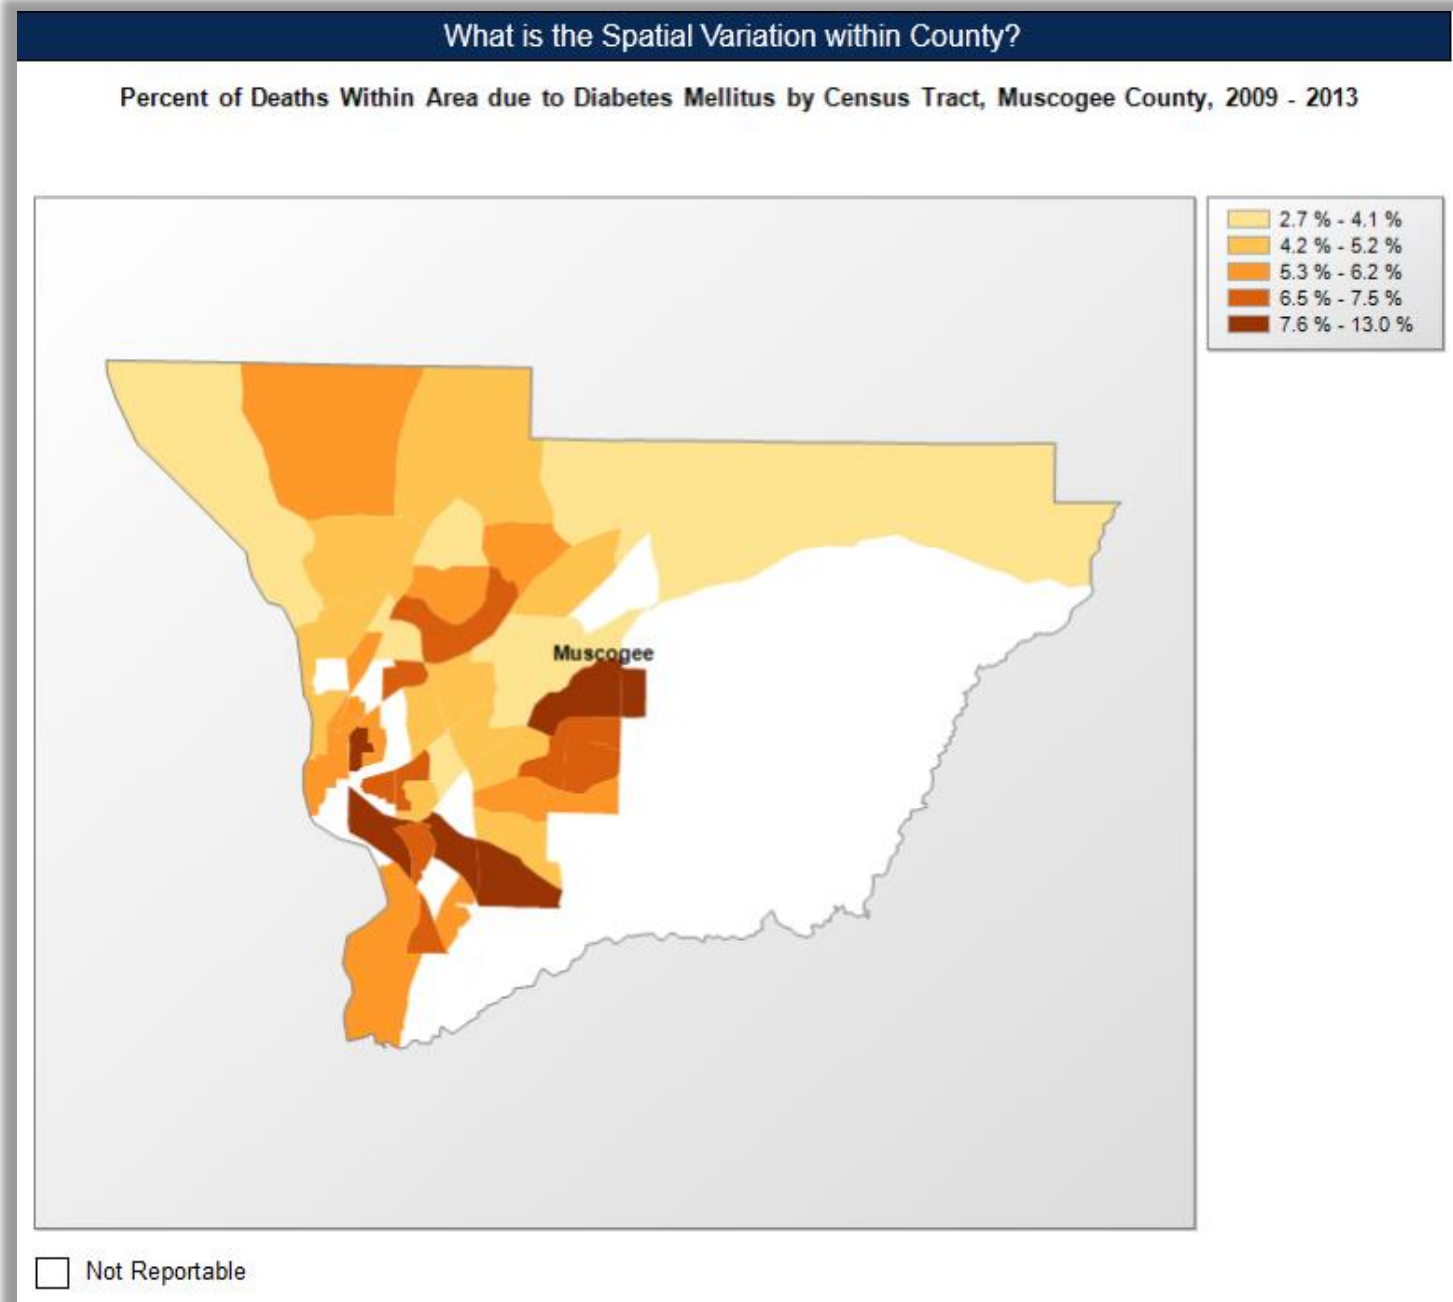 What is the Spatial Variation within County?
Percent of Deaths Within Area due to Diabetes Mellitus by Census Tract, Muscogee County, 2009 - 2013
2.7 % - 4.1 %
4.2 % - 5.2 %
5.3 % - 6.2 %
6.5 % - 7.5 %
7.6 % - 13.0 %
Muscogee
Not Reportable